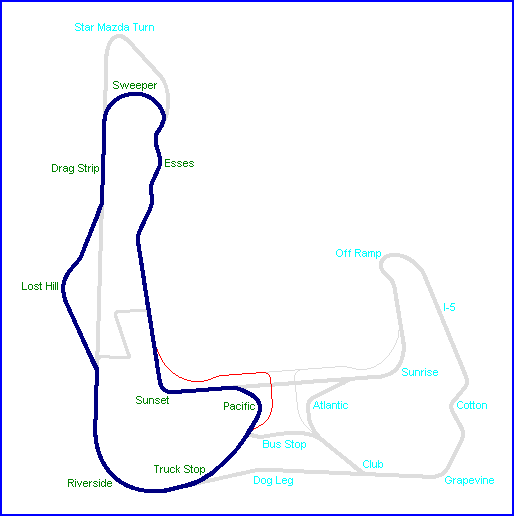 Star Mazda Turn
Sweeper
Drag Strip
Esses
Off Ramp
Lost Hill
I-5
Sunrise
Sunset
Pacific
Atlantic
Cotton
Bus Stop
Truck Stop
Club
Riverside
Dog Leg
Grapevine